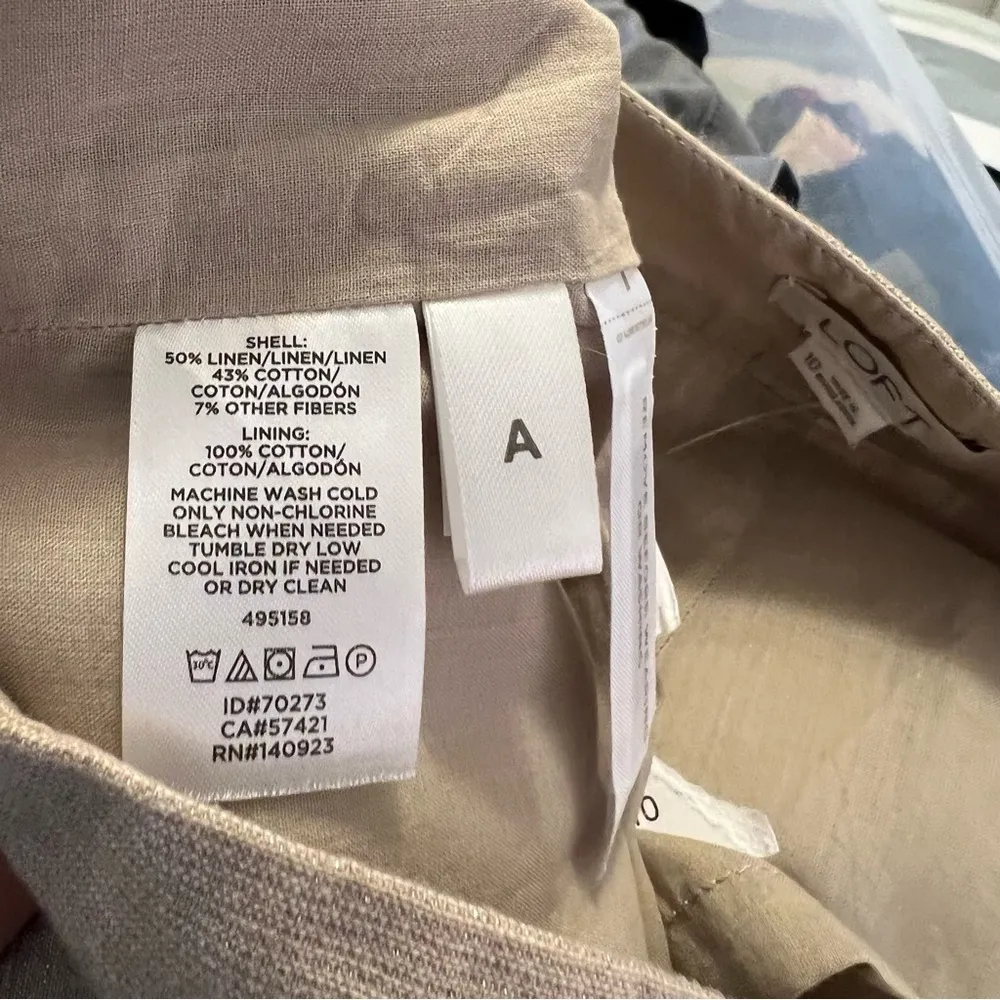 SHELL:
50% LINEN/LINEN/LINEN
43% COTTON/
COTON/ALGODÓN
7% OTHER FIBERS
LINING:
100% COTTON/
COTON/ALGODÓN
MACHINE WASH COLD
ONLY NON-CHLORINE
BLEACH WHEN NEEDED
TUMBLE DRY LOW
COOL IRON IF NEEDED
OR DRY CLEAN
495158
30°C
P
ID#70273
CA#57421
RN#140923
A
LOFT
10